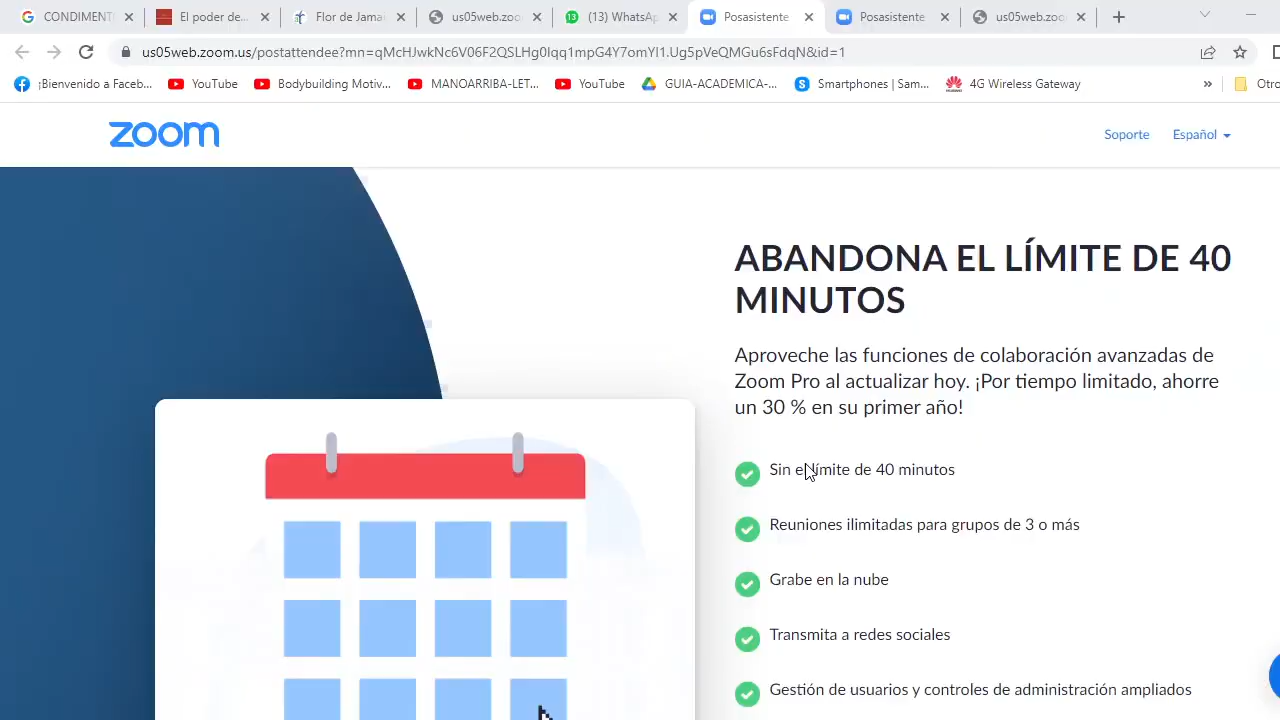 CONDIMENT
El poder de
Flor de Jama
us05web.zo
(13) WhatsAp
Posasistente
Posasistente
us05web.zoo
us05web.zoom.us/postattendee?mn=qMcHJwkNc5V06F2QSLHg0Iqq1mpG4Y7omYI1.Ug5pVeQMGu6sFdqN&id=1
¡Bienvenido a Faceb...
YouTube
Bodybuilding Motiv...
MANOARRIBA-LET...
YouTube
GUIA-ACADEMICA-...
Smartphones | Sam...
4G Wireless Gateway
»
Otro
zoom
Soporte
Español
ABANDONA EL LÍMITE DE 40
MINUTOS
Aproveche las funciones de colaboración avanzadas de
Zoom Pro al actualizar hoy. ¡Por tiempo limitado, ahorre
un 30 % en su primer año!
Sin el límite de 40 minutos
Reuniones ilimitadas para grupos de 3 o más
Grabe en la nube
Transmita a redes sociales
Gestión de usuarios y controles de administración ampliados